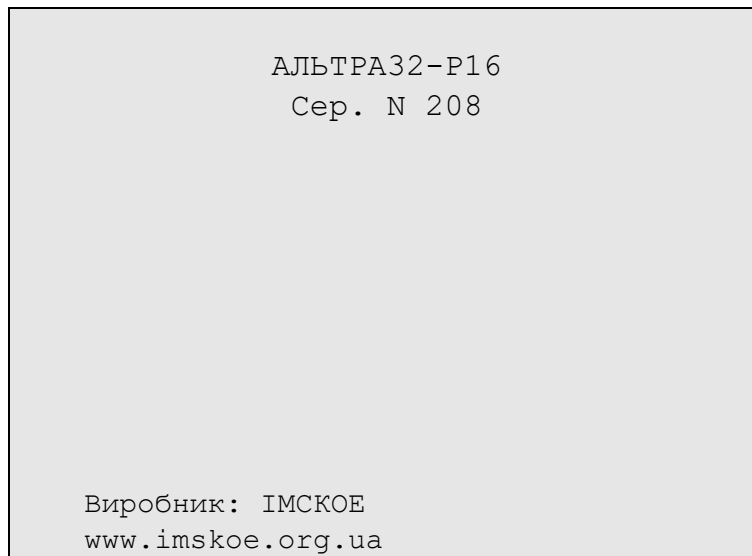 АЛЬТРА32-Р16
Сер. N 208
Виробник: ІМСКОЕ
www.imskoe.org.ua